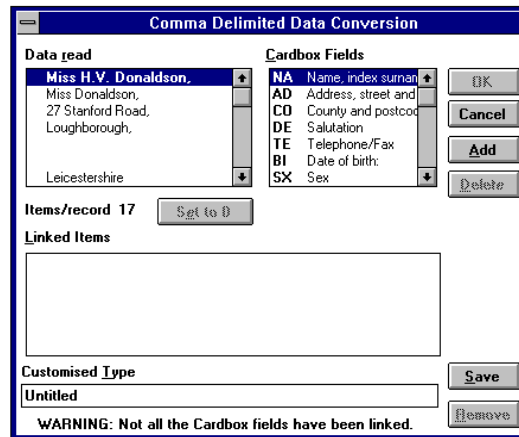 Comma Delimited Data Conversion
Data read
Cardbox Fields
Miss H.V. Donaldson,
Miss Donaldson,
27 Stanford Road,
Loughborough,
Leicestershire
NA Name, index surnan
AD Address, street and
CO County and postcod
DE Salutation
TE Telephone/Fax
BI Date of birth:
SX Sex
OK
Cancel
Add
Delete
Items/record 17
Set to 0
Linked Items
Customised Type
Untitled
Save
Remove
WARNING: Not all the Cardbox fields have been linked.